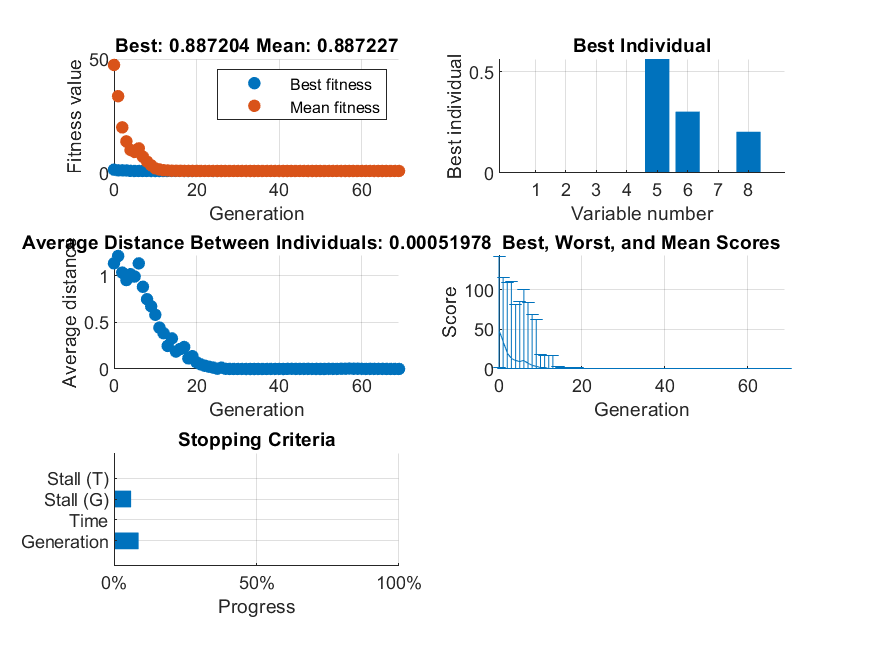 Best: 0.887204 Mean: 0.887227
Fitness value
50
0
Best fitness
Mean fitness
0 20 40 60
Generation
Best Individual
Best individual
0.5
0
1 2 3 4 5 6 7 8
Variable number
Average Distance Between Individuals: 0.00051978
Average distance
1
0.5
0
0 20 40 60
Generation
Best, Worst, and Mean Scores
Score
100
50
0
0 20 40 60
Generation
Stopping Criteria
Stall (T)
Stall (G)
Time
Generation
0% 50% 100%
Progress